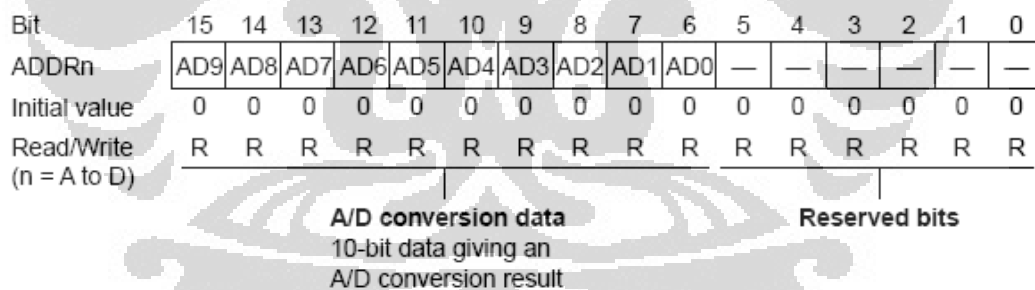 Bit 15 14 13 12 11 10 9 8 7 6 5 4 3 2 1 0
ADDRn AD9 AD8 AD7 AD6 AD5 AD4 AD3 AD2 AD1 AD0 — — — — — —
Initial value 0 0 0 0 0 0 0 0 0 0 0 0 0 0 0 0
Read/Write R R R R R R R R R R R R R R R R
(n = A to D)
A/D conversion data Reserved bits
10-bit data giving an
A/D conversion result